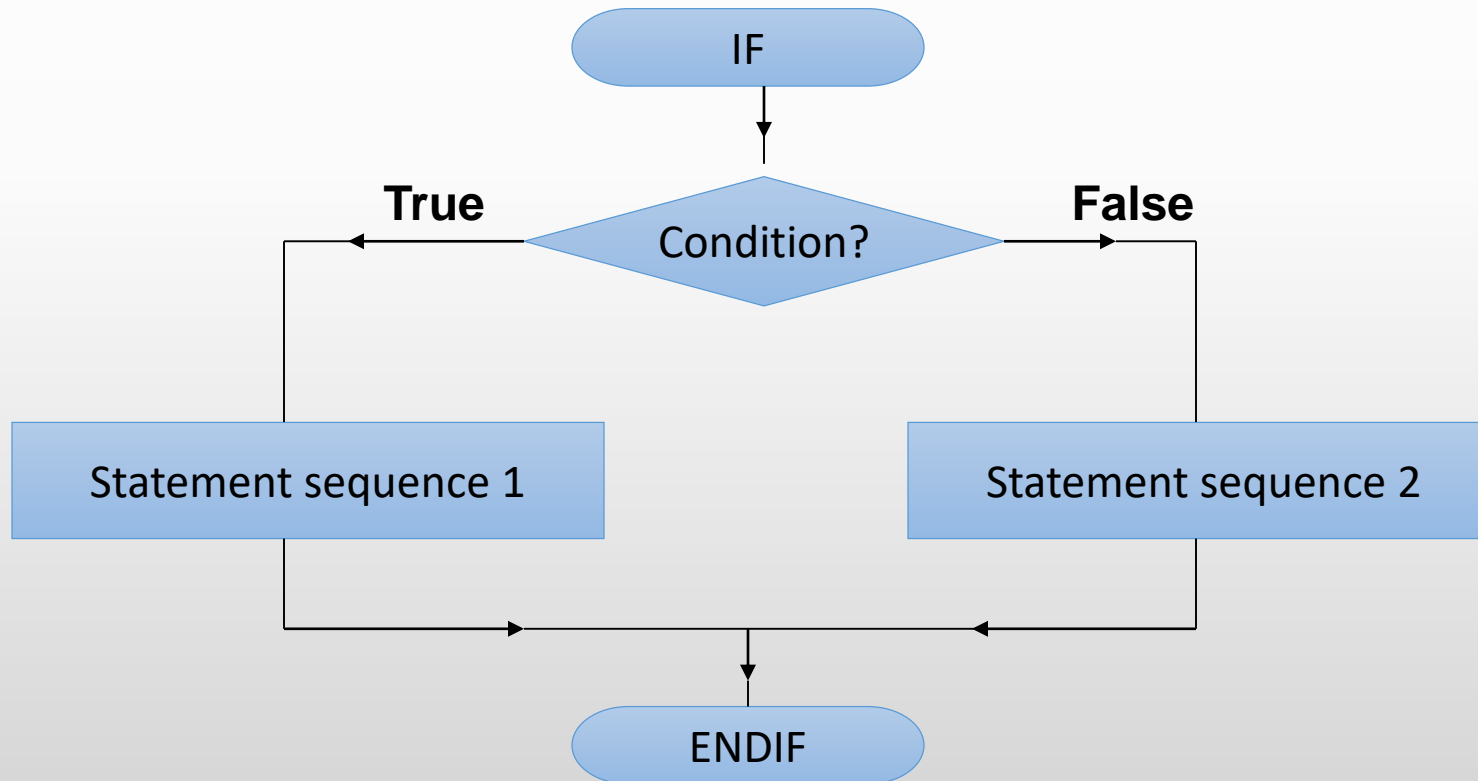 IF
True
False
Condition?
Statement sequence 1
Statement sequence 2
ENDIF